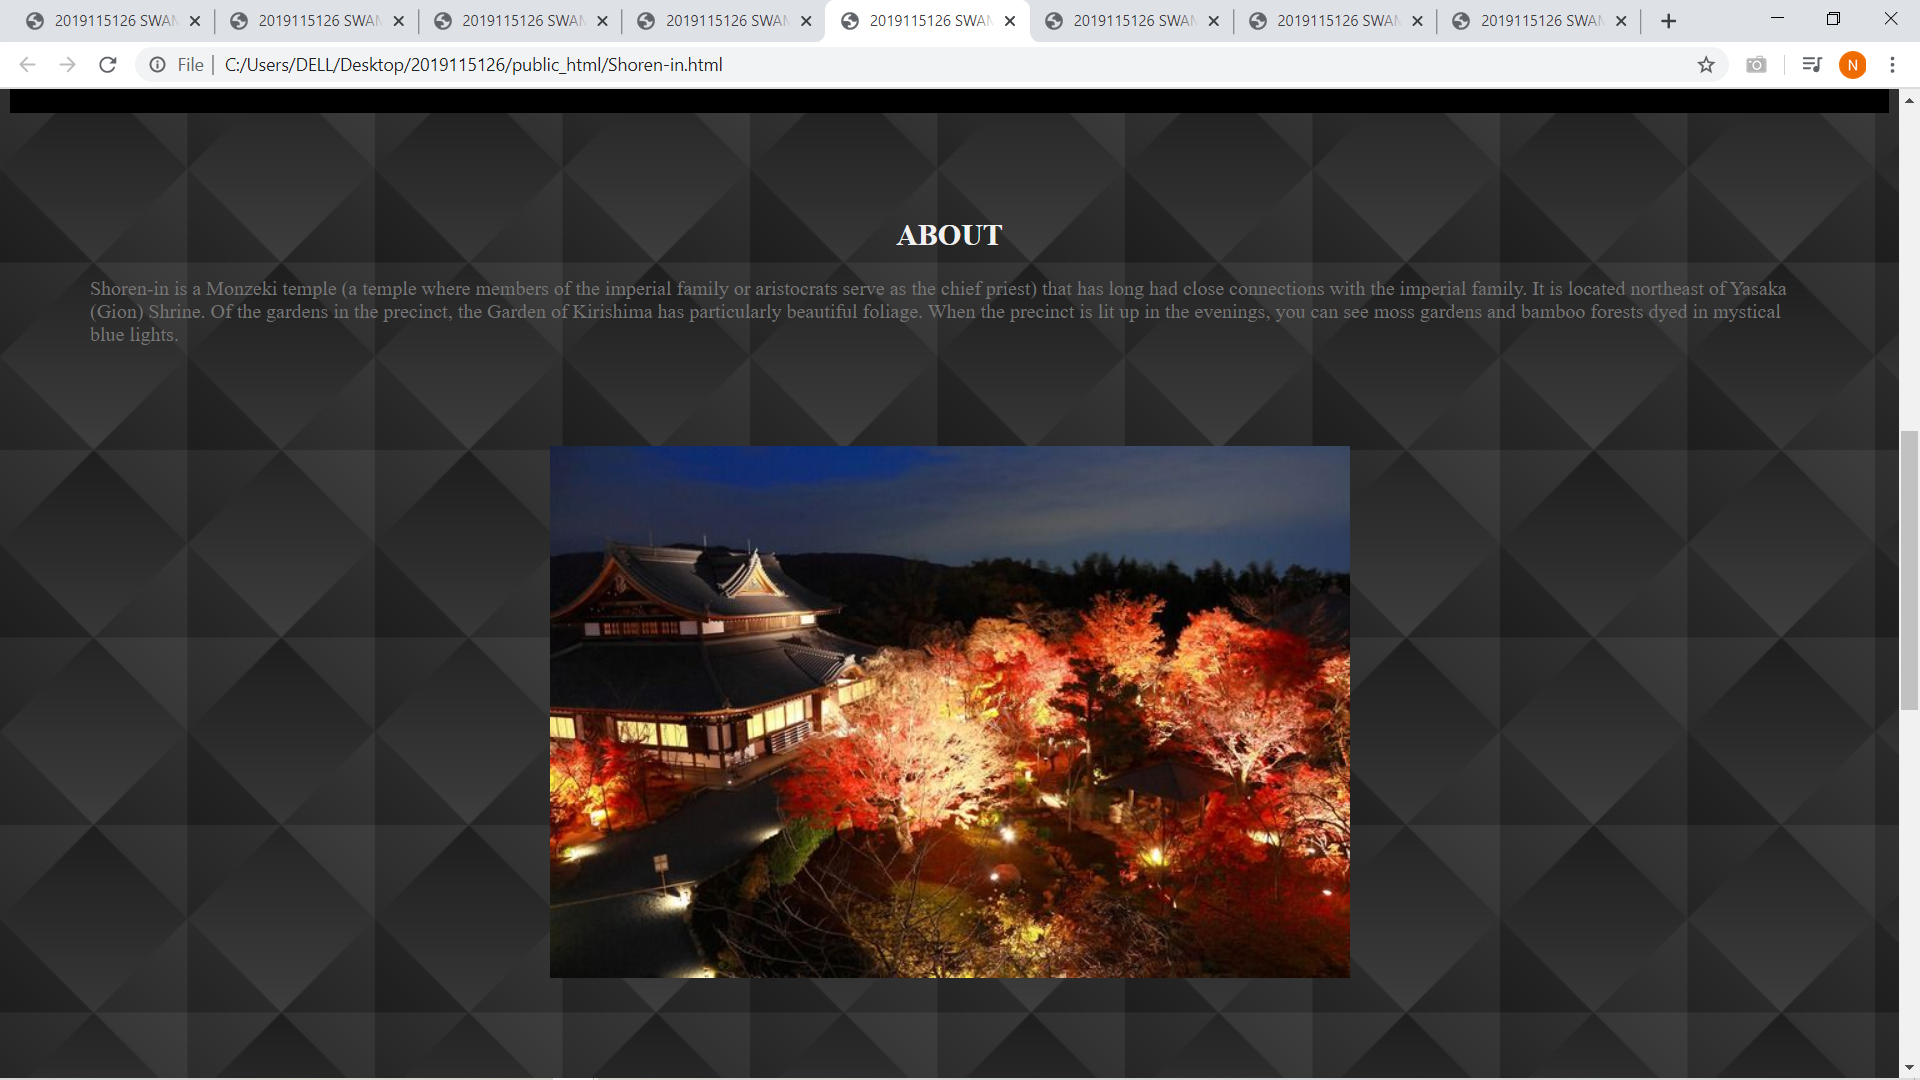 2019115126 SWAN
2019115126 SWAN
2019115126 SWAN
2019115126 SWAN
2019115126 SWAN
2019115126 SWAN
2019115126 SWAN
2019115126 SWAN
File
C:/Users/DELL/Desktop/2019115126/public_html/Shoren-in.html
N
ABOUT
Shoren-in is a Monzeki temple (a temple where members of the imperial family or aristocrats serve as the chief priest) that has long had close connections with the imperial family. It is located northeast of Yasaka
(Gion) Shrine. Of the gardens in the precinct, the Garden of Kirishima has particularly beautiful foliage. When the precinct is lit up in the evenings, you can see moss gardens and bamboo forests dyed in mystical
blue lights.